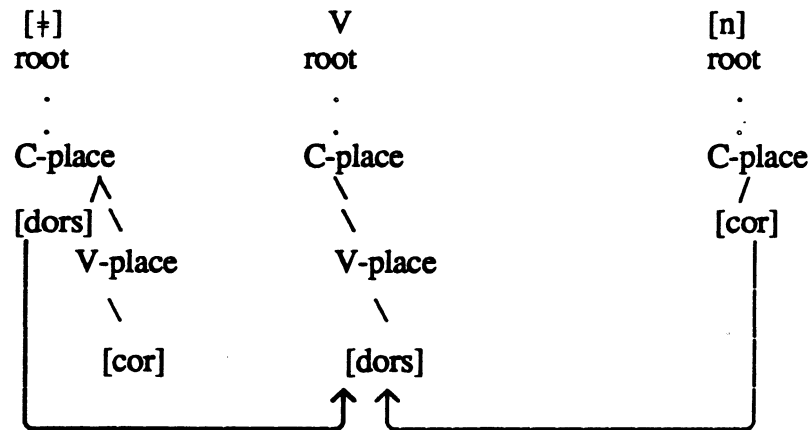 [ǂ] V [n]
root root root
C-place C-place C-place
[dors] [cor]
V-place V-place
[cor] [dors]